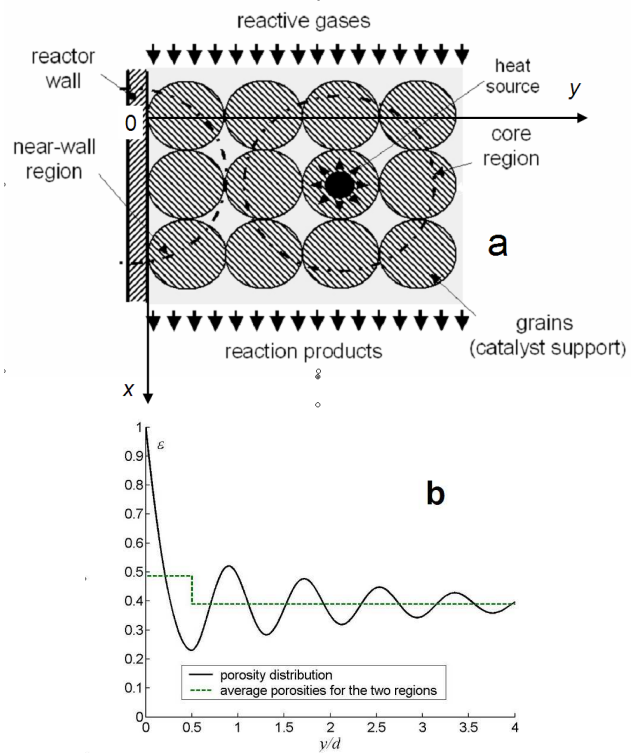 reactive gases
reactor
wall
heat
source
y
0
near-wall
region
core
region
a
grains
(catalyst support)
reaction products
x
1
ε
0.9
0.8
b
0.7
0.6
0.5
0.4
0.3
0.2
porosity distribution
average porosities for the two regions
0.1
0
0 0.5 1 1.5 2 2.5 3 3.5 4
y/d